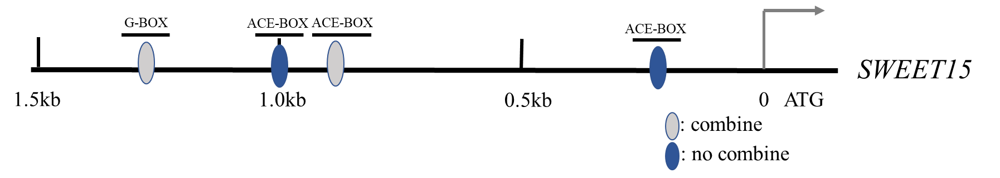 G-BOX
ACE-BOX
ACE-BOX
ACE-BOX
SWEET15
1.5kb
1.0kb
0.5kb
0
ATG
: combine
: no combine